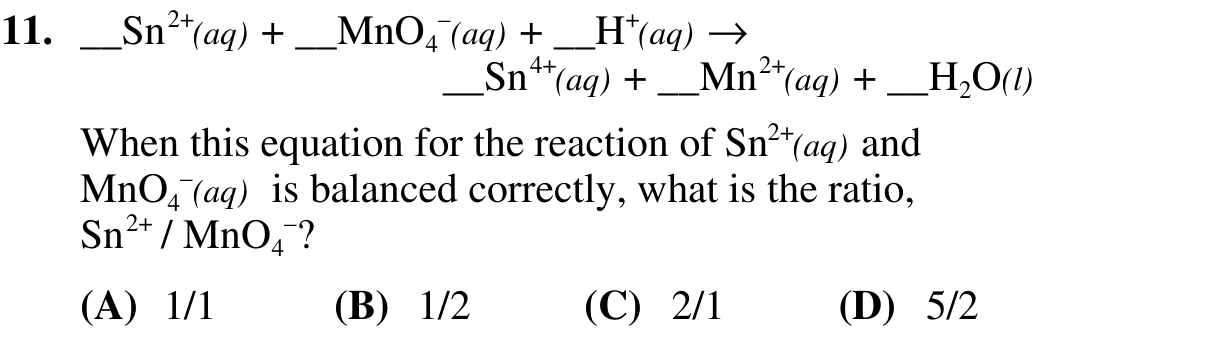 11. __Sn²⁺(aq) + __MnO₄⁻(aq) + __H⁺(aq) →
__Sn⁴⁺(aq) + __Mn²⁺(aq) + __H₂O(l)
When this equation for the reaction of Sn²⁺(aq) and
MnO₄⁻(aq) is balanced correctly, what is the ratio,
Sn²⁺ / MnO₄⁻?
(A) 1/1 (B) 1/2 (C) 2/1 (D) 5/2